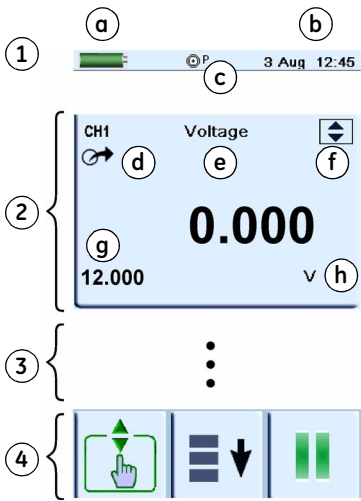 a b
1 P 3 Aug 12:45
c
CH1 Voltage
d e f
2 0.000
g
12.000 V h
3
4